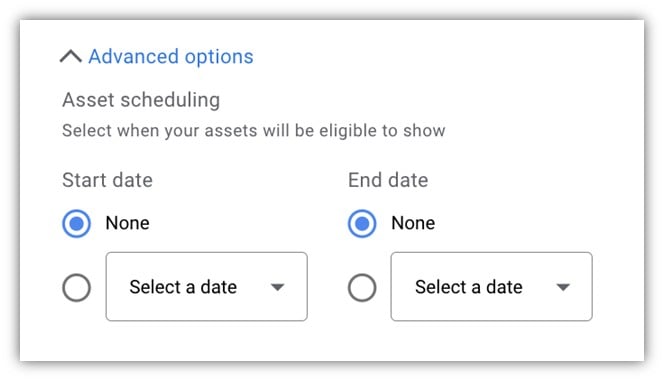 Advanced options
Asset scheduling
Select when your assets will be eligible to show
Start date
End date
None
None
Select a date
Select a date